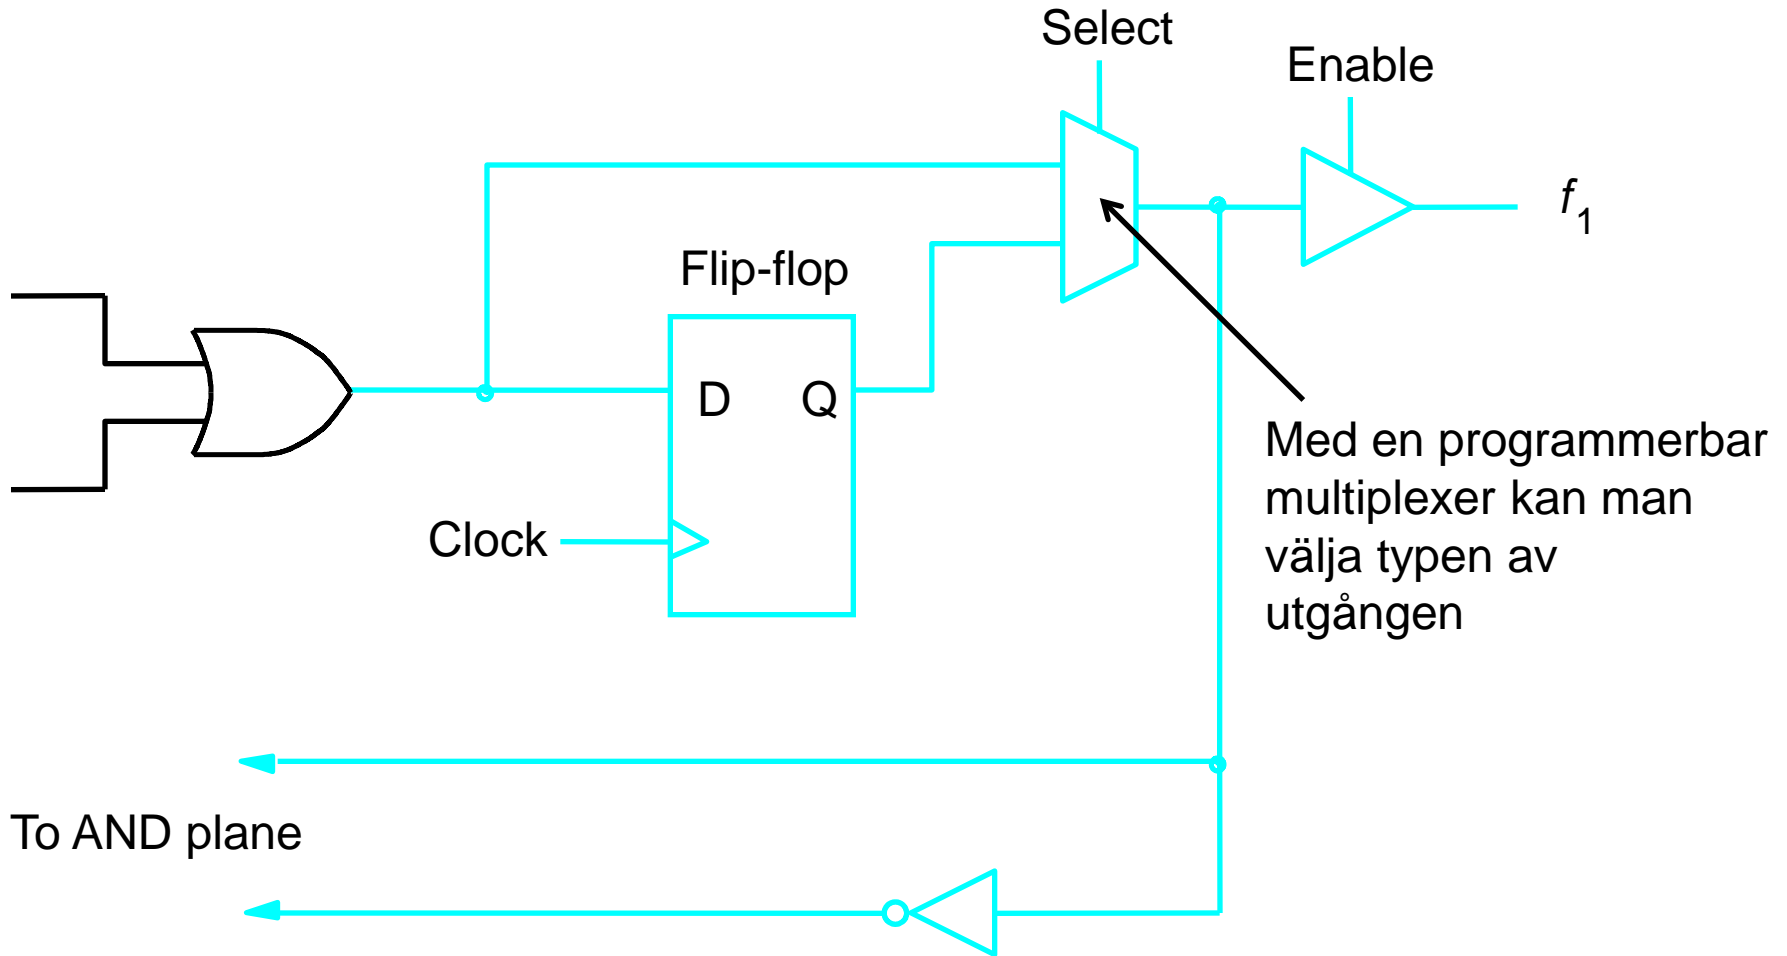 Select
Enable
f1
Flip-flop
D Q
Clock
Med en programmerbar
multiplexer kan man
välja typen av
utgången
To AND plane